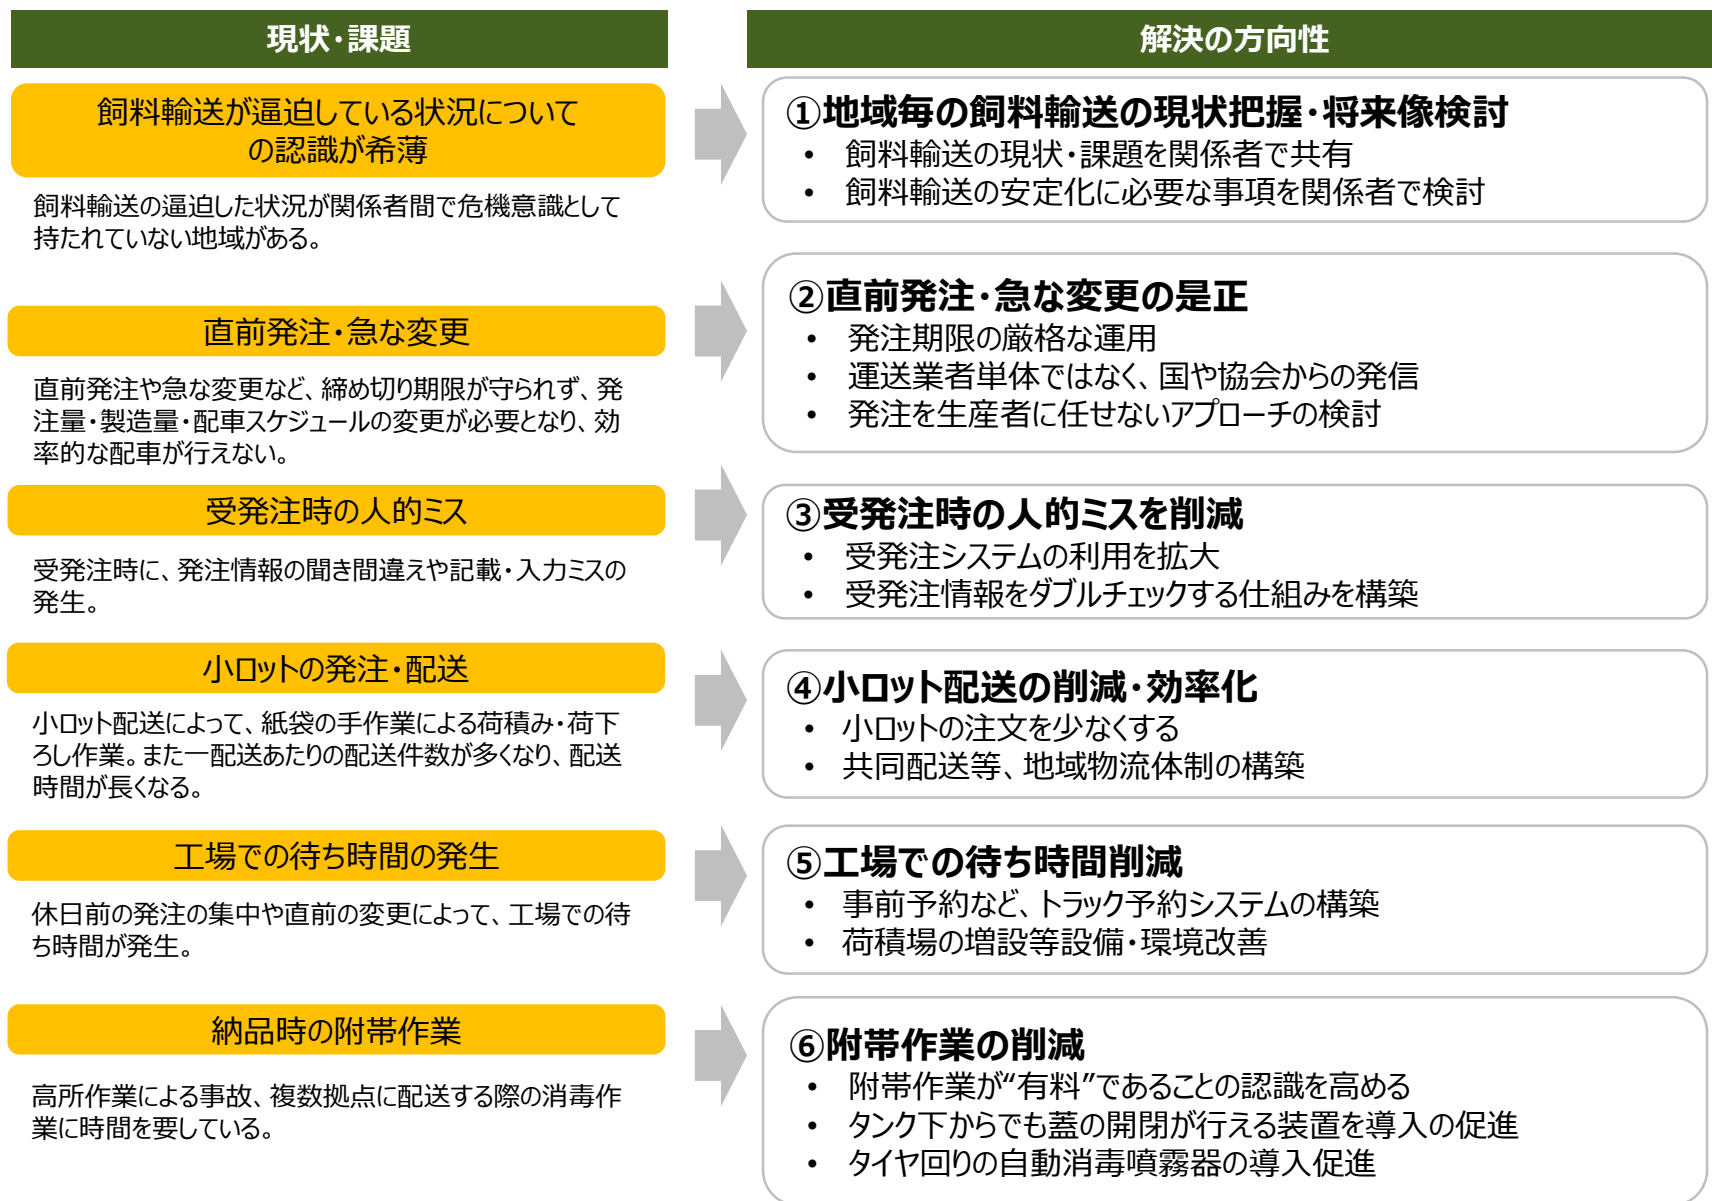 現状・課題
解決の方向性
飼料輸送が逼迫している状況について
の認識が希薄
飼料輸送の逼迫した状況が関係者間で危機意識として
持たれていない地域がある。
①地域毎の飼料輸送の現状把握・将来像検討
• 飼料輸送の現状・課題を関係者で共有
• 飼料輸送の安定化に必要な事項を関係者で検討
直前発注・急な変更
直前発注や急な変更など、締め切り期限が守られず、発
注量・製造量・配車スケジュールの変更が必要となり、効
率的な配車が行えない。
②直前発注・急な変更の是正
• 発注期限の厳格な運用
• 運送業者単体ではなく、国や協会からの発信
• 発注を生産者に任せないアプローチの検討
受発注時の人的ミス
受発注時に、発注情報の聞き間違えや記載・入力ミスの
発生。
③受発注時の人的ミスを削減
• 受発注システムの利用を拡大
• 受発注情報をダブルチェックする仕組みを構築
小ロットの発注・配送
小ロット配送によって、紙袋の手作業による荷積み・荷下
ろし作業。また一配送あたりの配送件数が多くなり、配送
時間が長くなる。
④小ロット配送の削減・効率化
• 小ロットの注文を少なくする
• 共同配送等、地域物流体制の構築
工場での待ち時間の発生
休日前の発注の集中や直前の変更によって、工場での待
ち時間が発生。
⑤工場での待ち時間削減
• 事前予約など、トラック予約システムの構築
• 荷積場の増設等設備・環境改善
納品時の附帯作業
高所作業による事故、複数拠点に配送する際の消毒作
業に時間を要している。
⑥附帯作業の削減
• 附帯作業が“有料”であることの認識を高める
• タンク下からでも蓋の開閉が行える装置を導入の促進
• タイヤ回りの自動消毒噴霧器の導入促進